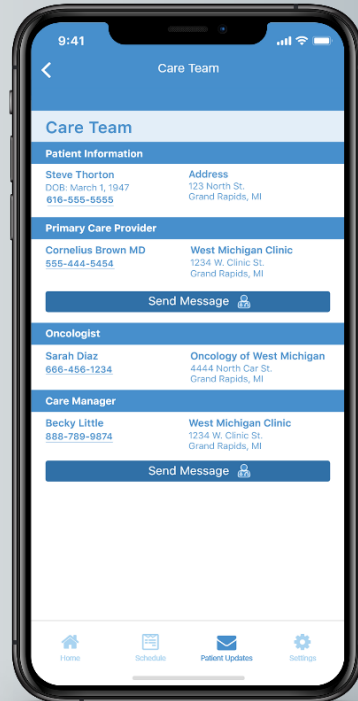 9:41
Care Team
Care Team
Patient Information
Steve Thorton
DOB: March 1, 1947
616-555-5555
Address
123 North St.
Grand Rapids, MI
Primary Care Provider
Cornelius Brown MD
555-444-5454
West Michigan Clinic
1234 W. Clinic St.
Grand Rapids, MI
Send Message
Oncologist
Sarah Diaz
666-456-1234
Oncology of West Michigan
4444 North Car St.
Grand Rapids, MI
Care Manager
Becky Little
888-789-9874
West Michigan Clinic
1234 W. Clinic St.
Grand Rapids, MI
Send Message
Home
Schedule
Patient Updates
Settings